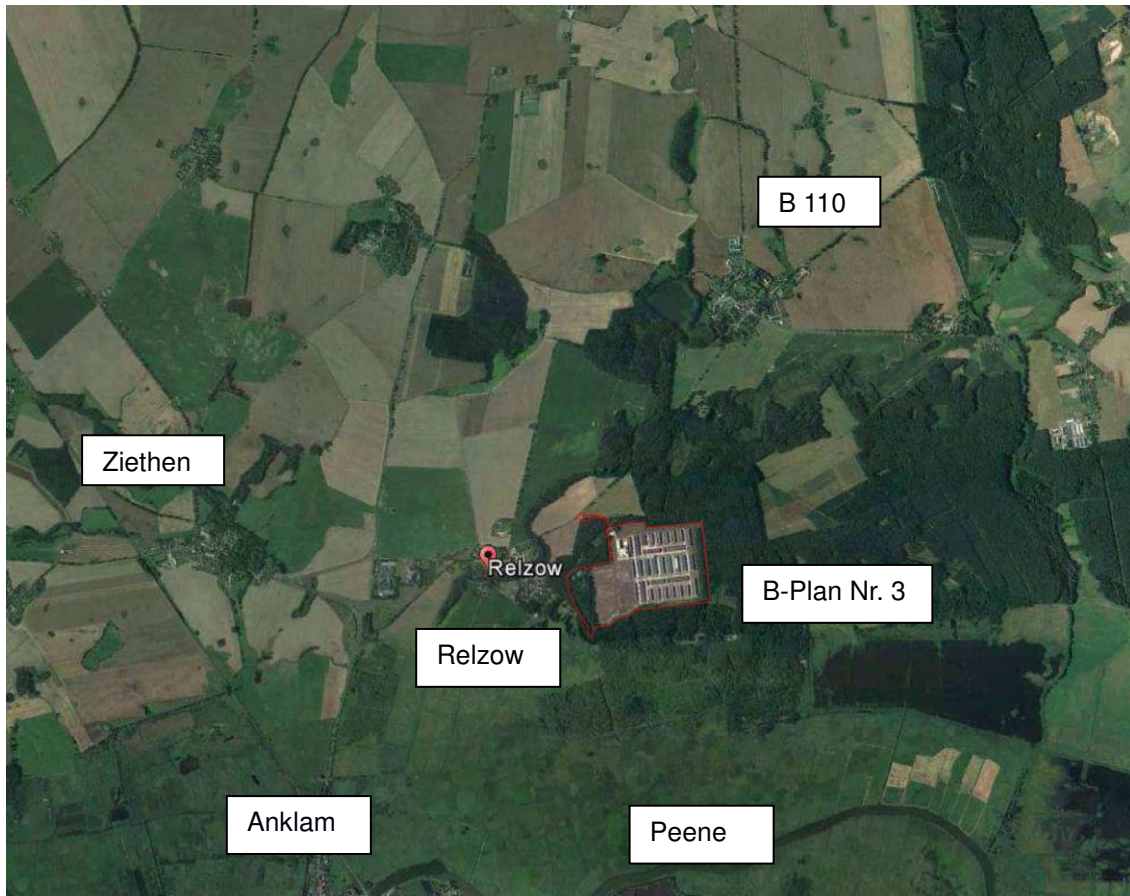 B 110
Ziethen
Relzow
B-Plan Nr. 3
Relzow
Anklam
Peene